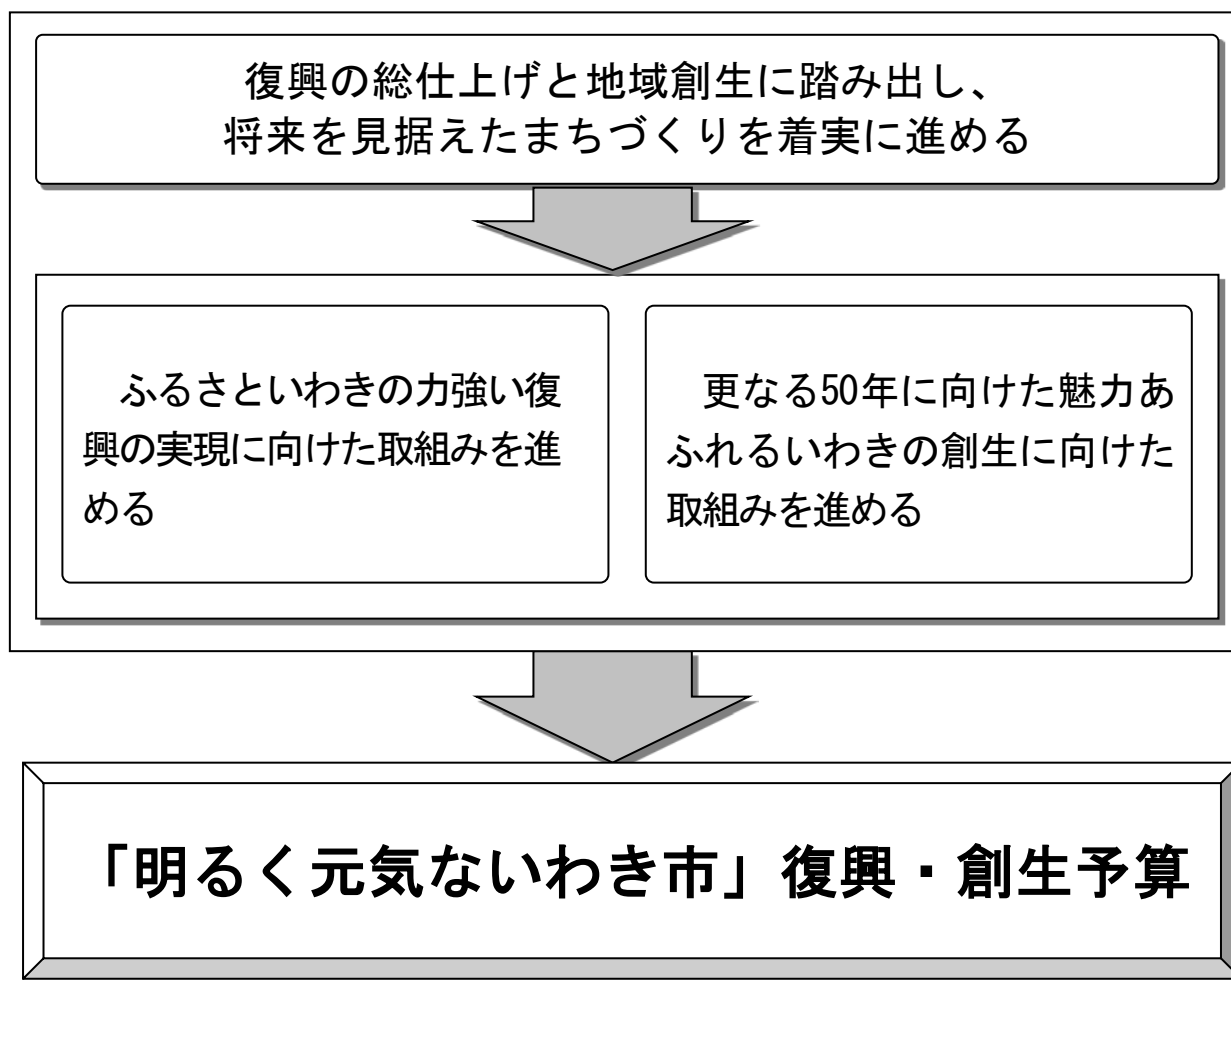 復興の総仕上げと地域創生に踏み出し、
将来を見据えたまちづくりを着実に進める
ふるさといわきの力強い復
興の実現に向けた取組みを進
める
更なる50年に向けた魅力あ
ふれるいわきの創生に向けた
取組みを進める
「明るく元気ないわき市」復興・創生予算